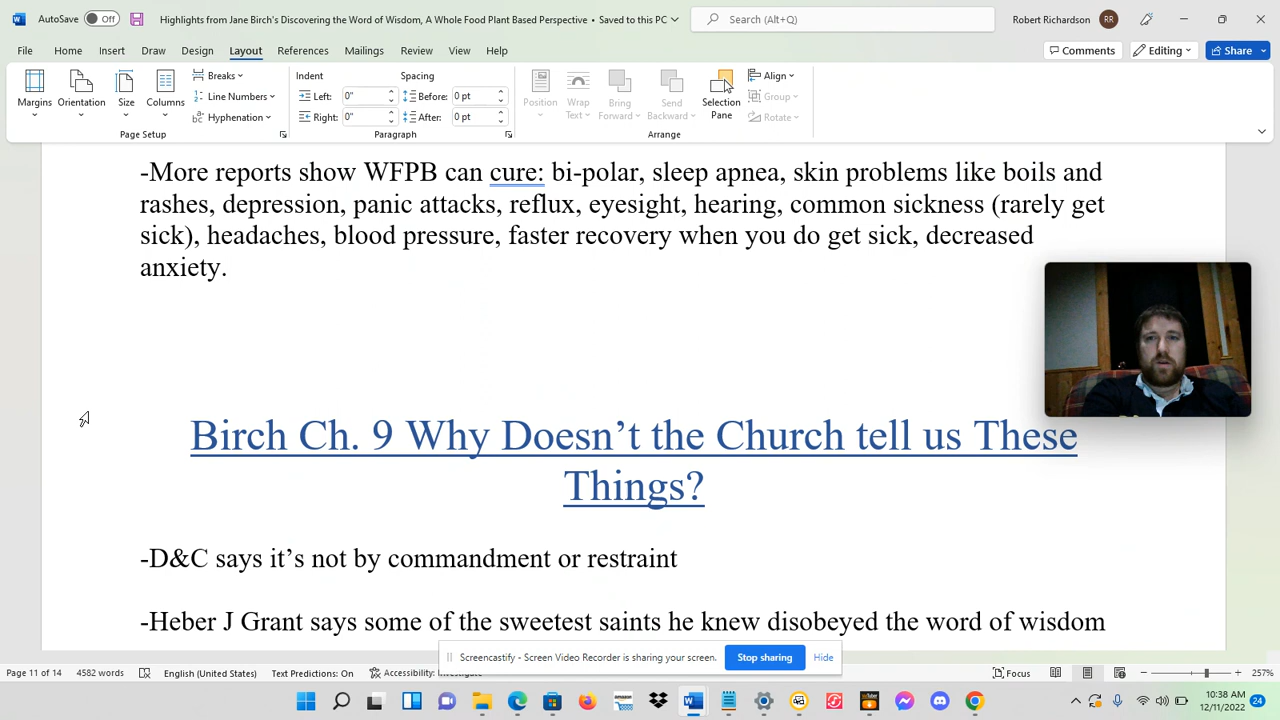 Highlights from Jane Birch's Discovering the Word of Wisdom, A Whole Food Plant Based Perspective • Saved to this PC
AutoSave Off
Search (Alt+Q)
Robert Richardson RR
File Home Insert Draw Design Layout References Mailings Review View Help
Comments Editing Share
Margins Orientation Size Columns
Breaks
Line Numbers
Hyphenation
Page Setup
Indent Spacing
Left: 0" Before: 0 pt
Right: 0" After: 0 pt
Paragraph
Position Wrap Text Bring Forward Send Backward Selection Pane
Align
Group
Rotate
Arrange
-More reports show WFPB can cure: bi-polar, sleep apnea, skin problems like boils and
rashes, depression, panic attacks, reflux, eyesight, hearing, common sickness (rarely get
sick), headaches, blood pressure, faster recovery when you do get sick, decreased
anxiety.
Birch Ch. 9 Why Doesn't the Church tell us These
Things?
-D&C says it's not by commandment or restraint
-Heber J Grant says some of the sweetest saints he knew disobeyed the word of wisdom
Screencastify - Screen Video Recorder is sharing your screen. Stop sharing Hide
Page 11 of 14 4582 words English (United States) Text Predictions: On Accessibility: Investigate Focus 257%
10:38 AM
12/11/2022 24